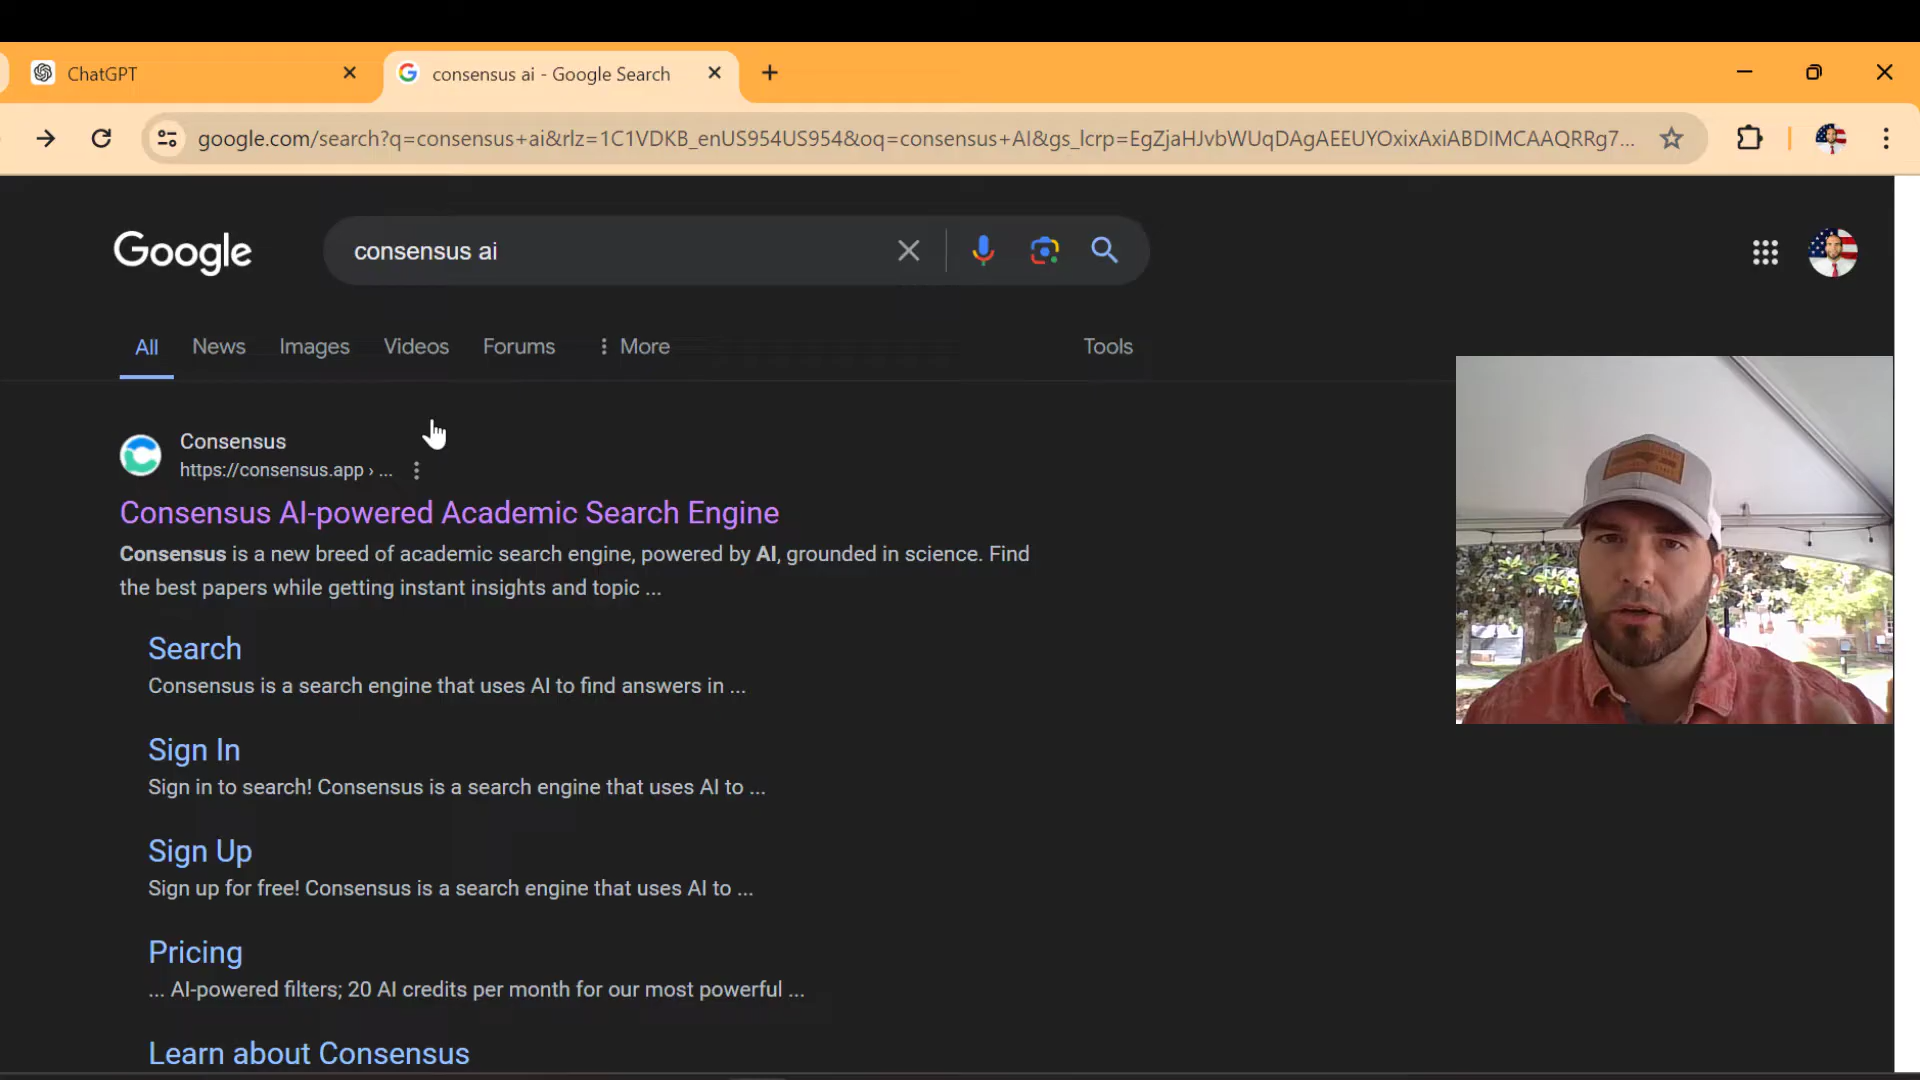 ChatGPT
consensus ai - Google Search
google.com/search?q=consensus+ai&rlz=1C1VDKB_enUS954US954&oq=consensus+AI&gs_lcrp=EgZjaHJvbWUqDAgAEEUYOxixAxiABDIMCAAQRRg7...
Google
consensus ai
All
News
Images
Videos
Forums
More
Tools
Consensus
https://consensus.app › ...
Consensus AI-powered Academic Search Engine
Consensus is a new breed of academic search engine, powered by AI, grounded in science. Find
the best papers while getting instant insights and topic ...
Search
Consensus is a search engine that uses AI to find answers in ...
Sign In
Sign in to search! Consensus is a search engine that uses AI to ...
Sign Up
Sign up for free! Consensus is a search engine that uses AI to ...
Pricing
... AI-powered filters; 20 AI credits per month for our most powerful ...
Learn about Consensus